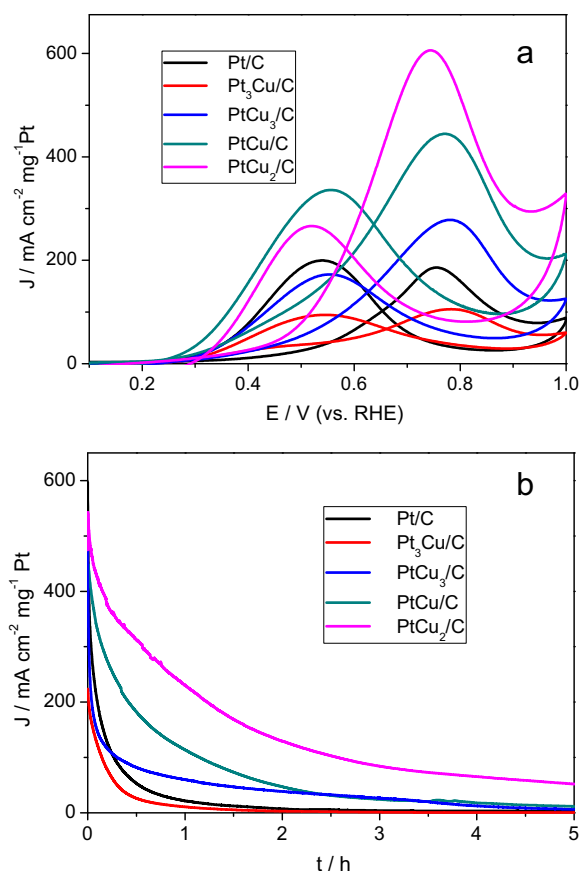 a
Pt/C
Pt₃Cu/C
PtCu₃/C
PtCu/C
PtCu₂/C
600
400
200
0
J / mA cm⁻² mg⁻¹Pt
0.2 0.4 0.6 0.8 1.0
E / V (vs. RHE)
b
Pt/C
Pt₃Cu/C
PtCu₃/C
PtCu/C
PtCu₂/C
600
400
200
0
J / mA cm⁻² mg⁻¹ Pt
0 1 2 3 4 5
t / h